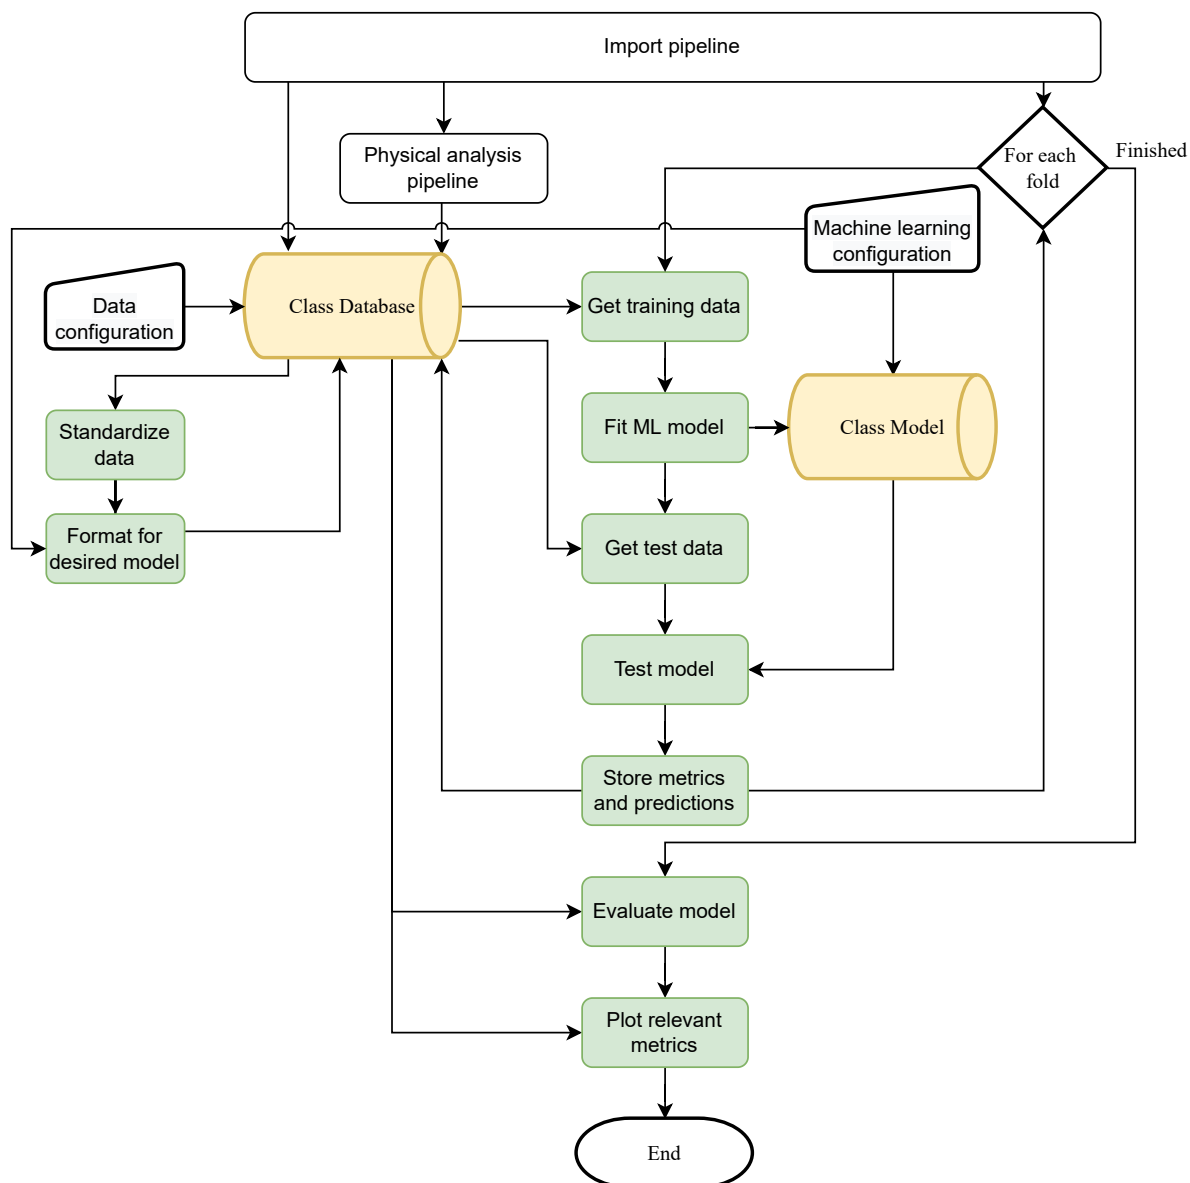 Import pipeline
Physical analysis
pipeline
For each
fold
Finished
Machine learning
configuration
Data
configuration
Class Database
Get training data
Standardize
data
Fit ML model
Class Model
Format for
desired model
Get test data
Test model
Store metrics
and predictions
Evaluate model
Plot relevant
metrics
End